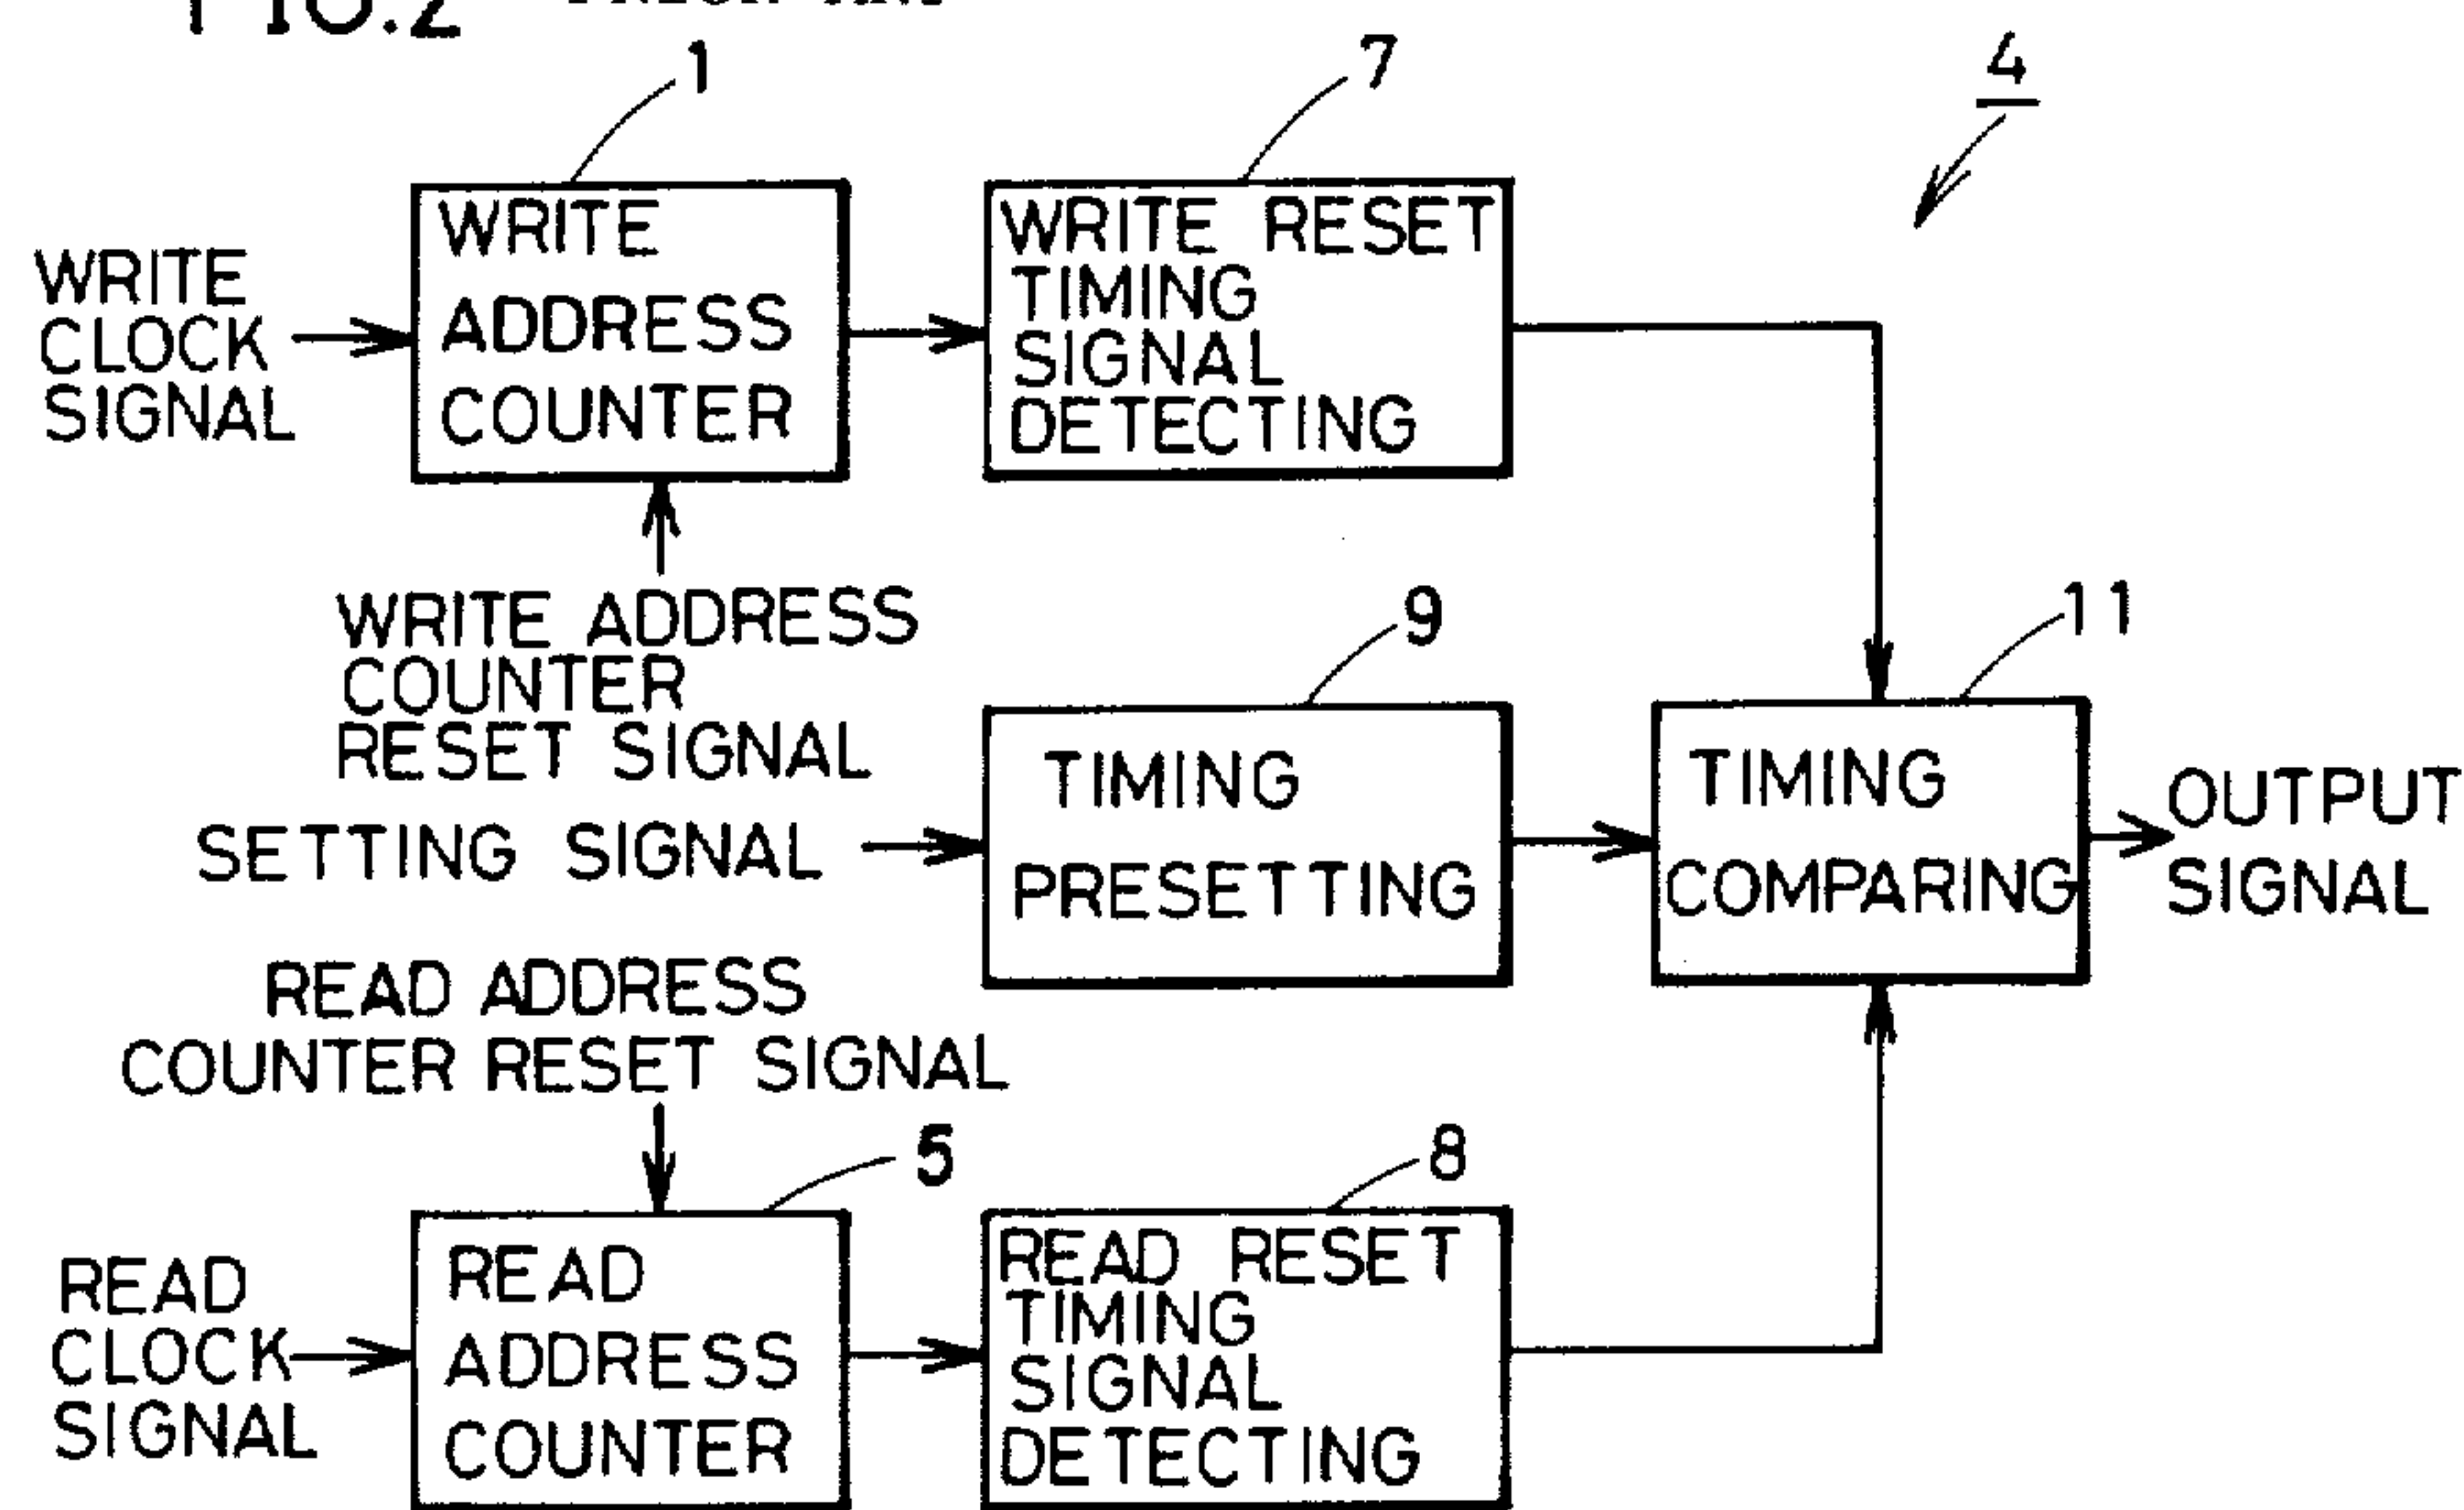 FIG.2
1
7
4
WRITE
CLOCK
SIGNAL
WRITE
ADDRESS
COUNTER
WRITE RESET
TIMING
SIGNAL
DETECTING
WRITE ADDRESS
COUNTER
RESET SIGNAL
9
11
SETTING SIGNAL
TIMING
PRESETTING
TIMING
COMPARING
OUTPUT
SIGNAL
READ ADDRESS
COUNTER RESET SIGNAL
5
8
READ
CLOCK
SIGNAL
READ
ADDRESS
COUNTER
READ RESET
TIMING
SIGNAL
DETECTING